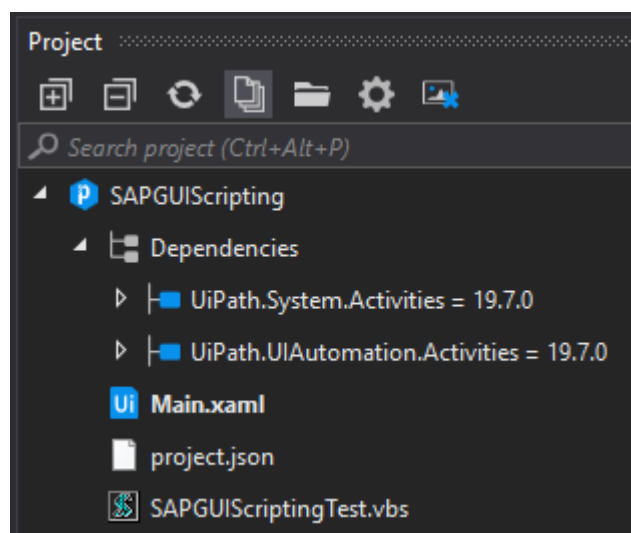 Project
Search project (Ctrl+Alt+P)
SAPGUIScripting
Dependencies
UiPath.System.Activities = 19.7.0
UiPath.UIAutomation.Activities = 19.7.0
Ui Main.xaml
project.json
SAPGUIScriptingTest.vbs